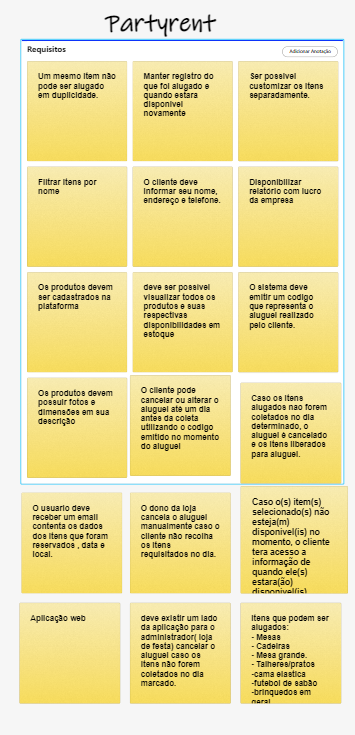 Partyrent
Requisitos
Adicionar Anotação
Um mesmo item não
pode ser alugado
em duplicidade.
Manter registro do
que foi alugado e
quando estara
disponivel
novamente
Ser possivel
customizar os itens
separadamente.
Filtrar itens por
nome
O cliente deve
informar seu nome,
endereço e telefone.
Disponibilizar
relatório com lucro
da empresa
Os produtos devem
ser cadastrados na
plataforma
deve ser possivel
visualizar todos os
produtos e suas
respectivas
disponibilidades em
estoque
O sistema deve
emitir um codigo
que representa o
aluguel realizado
pelo cliente.
Os produtos devem
possuir fotos e
dimensões em sua
descrição
O cliente pode
cancelar ou alterar o
aluguel até um dia
antes da coleta
utilizando o codigo
emitido no momento
do aluguel
Caso os itens
alugados nao forem
coletados no dia
determinado, o
aluguel é cancelado
e os itens liberados
para aluguel.
O usuario deve
receber um email
contenta os dados
dos itens que foram
reservados , data e
local.
O dono da loja
cancela o aluguel
manualmente caso o
cliente não recolha
os itens
requisitados no dia.
Caso o(s) item(s)
selecionado(s) não
esteja(m)
disponivel(is) no
momento, o cliente
tera acesso a
informação de
quando ele(s)
estara(ão)
disponivel(is)
Aplicação web
deve existir um lado
da aplicação para o
administrador( loja
de festa) cancelar o
aluguel caso os
itens não forem
coletados no dia
marcado.
itens que podem ser
alugados:
- Mesas
- Cadeiras
- Mesa grande.
- Talheres/pratos
-cama elastica
-futebol de sabão
-brinquedos em
geral